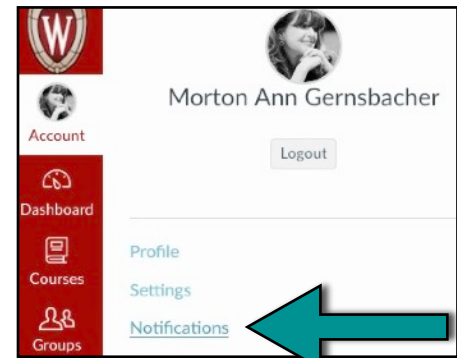 W
Account
Dashboard
Courses
Groups
Morton Ann Gernsbacher
Logout
Profile
Settings
Notifications